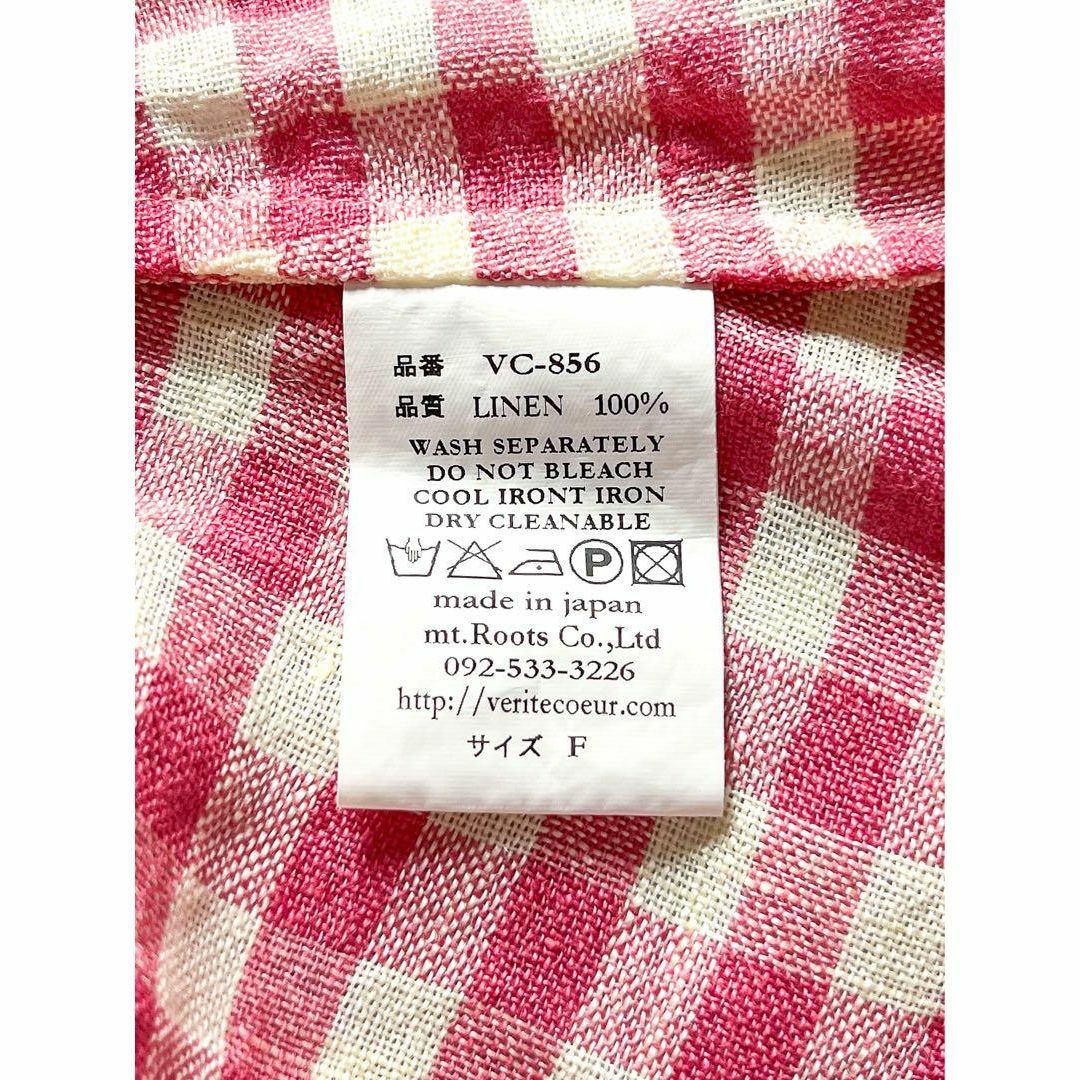 品番 VC-856
品質 LINEN 100%
WASH SEPARATELY
DO NOT BLEACH
COOL IRONT IRON
DRY CLEANABLE
P
made in japan
mt.Roots Co.,Ltd
092-533-3226
http://veritecoeur.com
サイズ F